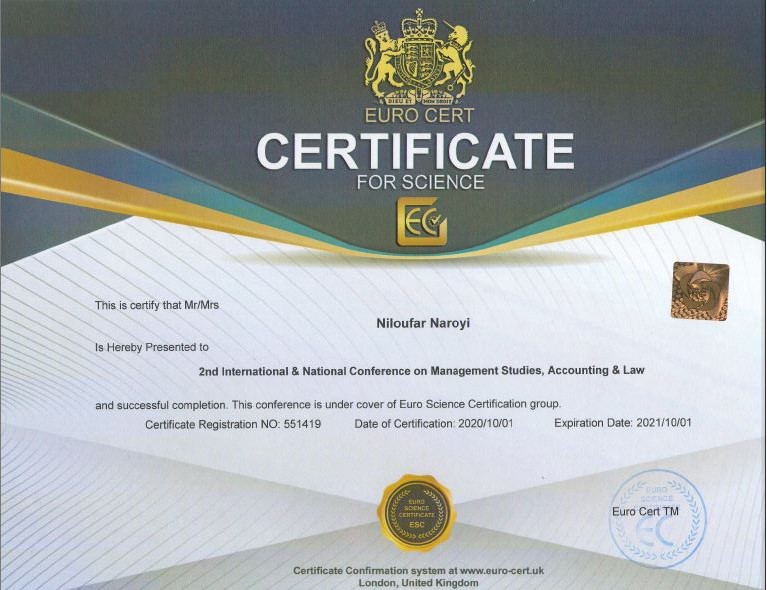 DIEU ET MON DROIT
EURO CERT
CERTIFICATE
FOR SCIENCE
EC
This is certify that Mr/Mrs
Niloufar Naroyi
Is Hereby Presented to
2nd International & National Conference on Management Studies, Accounting & Law
and successful completion. This conference is under cover of Euro Science Certification group.
Certificate Registration NO: 551419 Date of Certification: 2020/10/01 Expiration Date: 2021/10/01
EURO
SCIENCE
CERTIFICATE
ESC
EURO
SCIENCE
Euro Cert TM
EC
Certificate Confirmation system at www.euro-cert.uk
London, United Kingdom